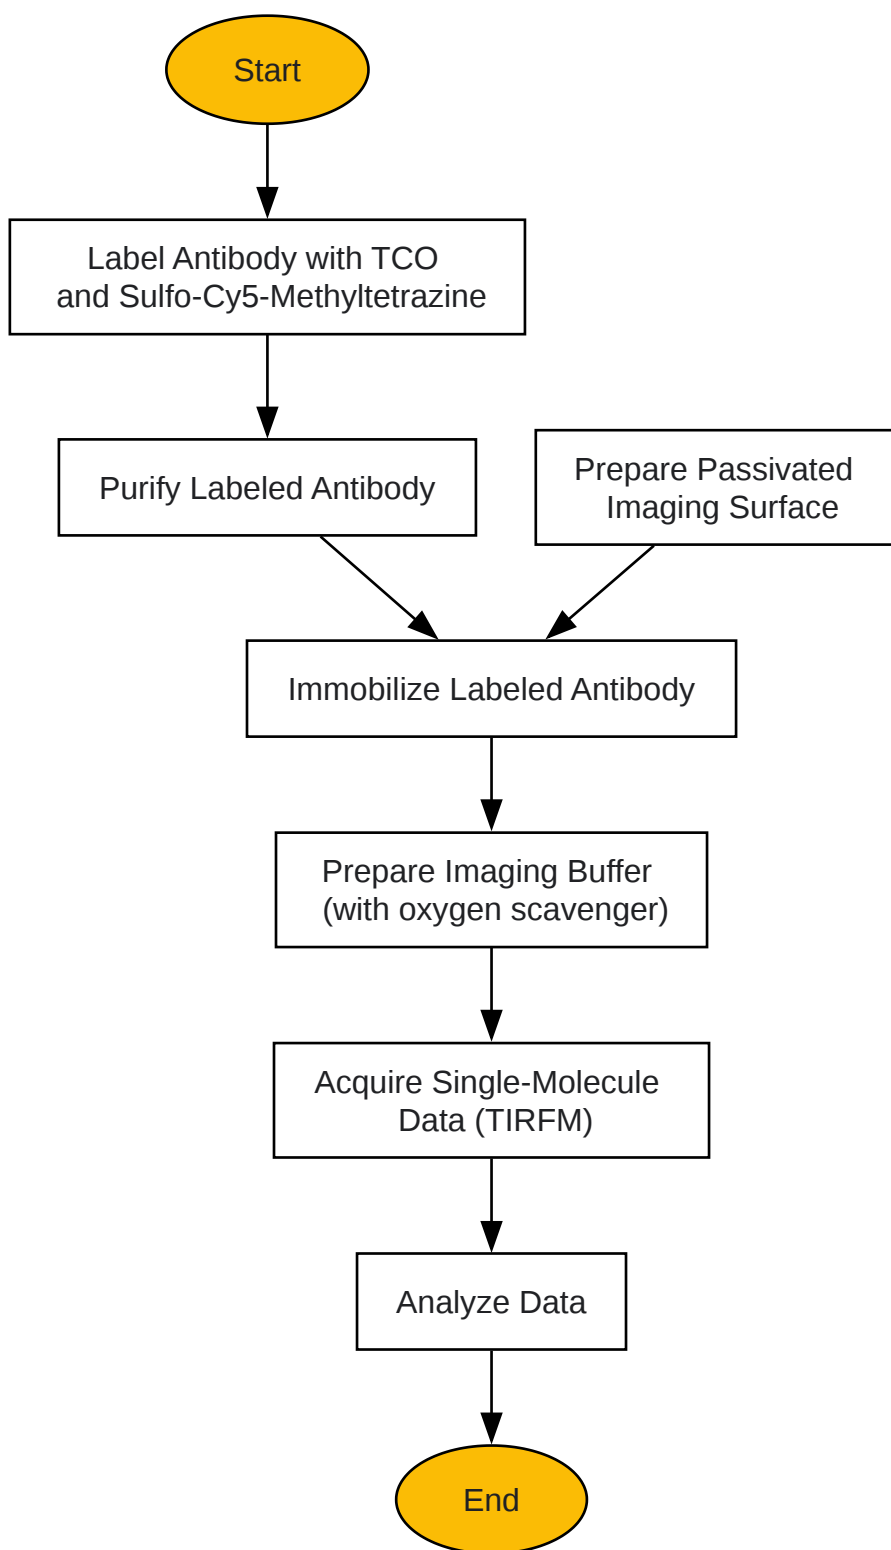 Start
Label Antibody with TCO
and Sulfo-Cy5-Methyltetrazine
Purify Labeled Antibody
Prepare Passivated
Imaging Surface
Immobilize Labeled Antibody
Prepare Imaging Buffer
(with oxygen scavenger)
Acquire Single-Molecule
Data (TIRFM)
Analyze Data
End